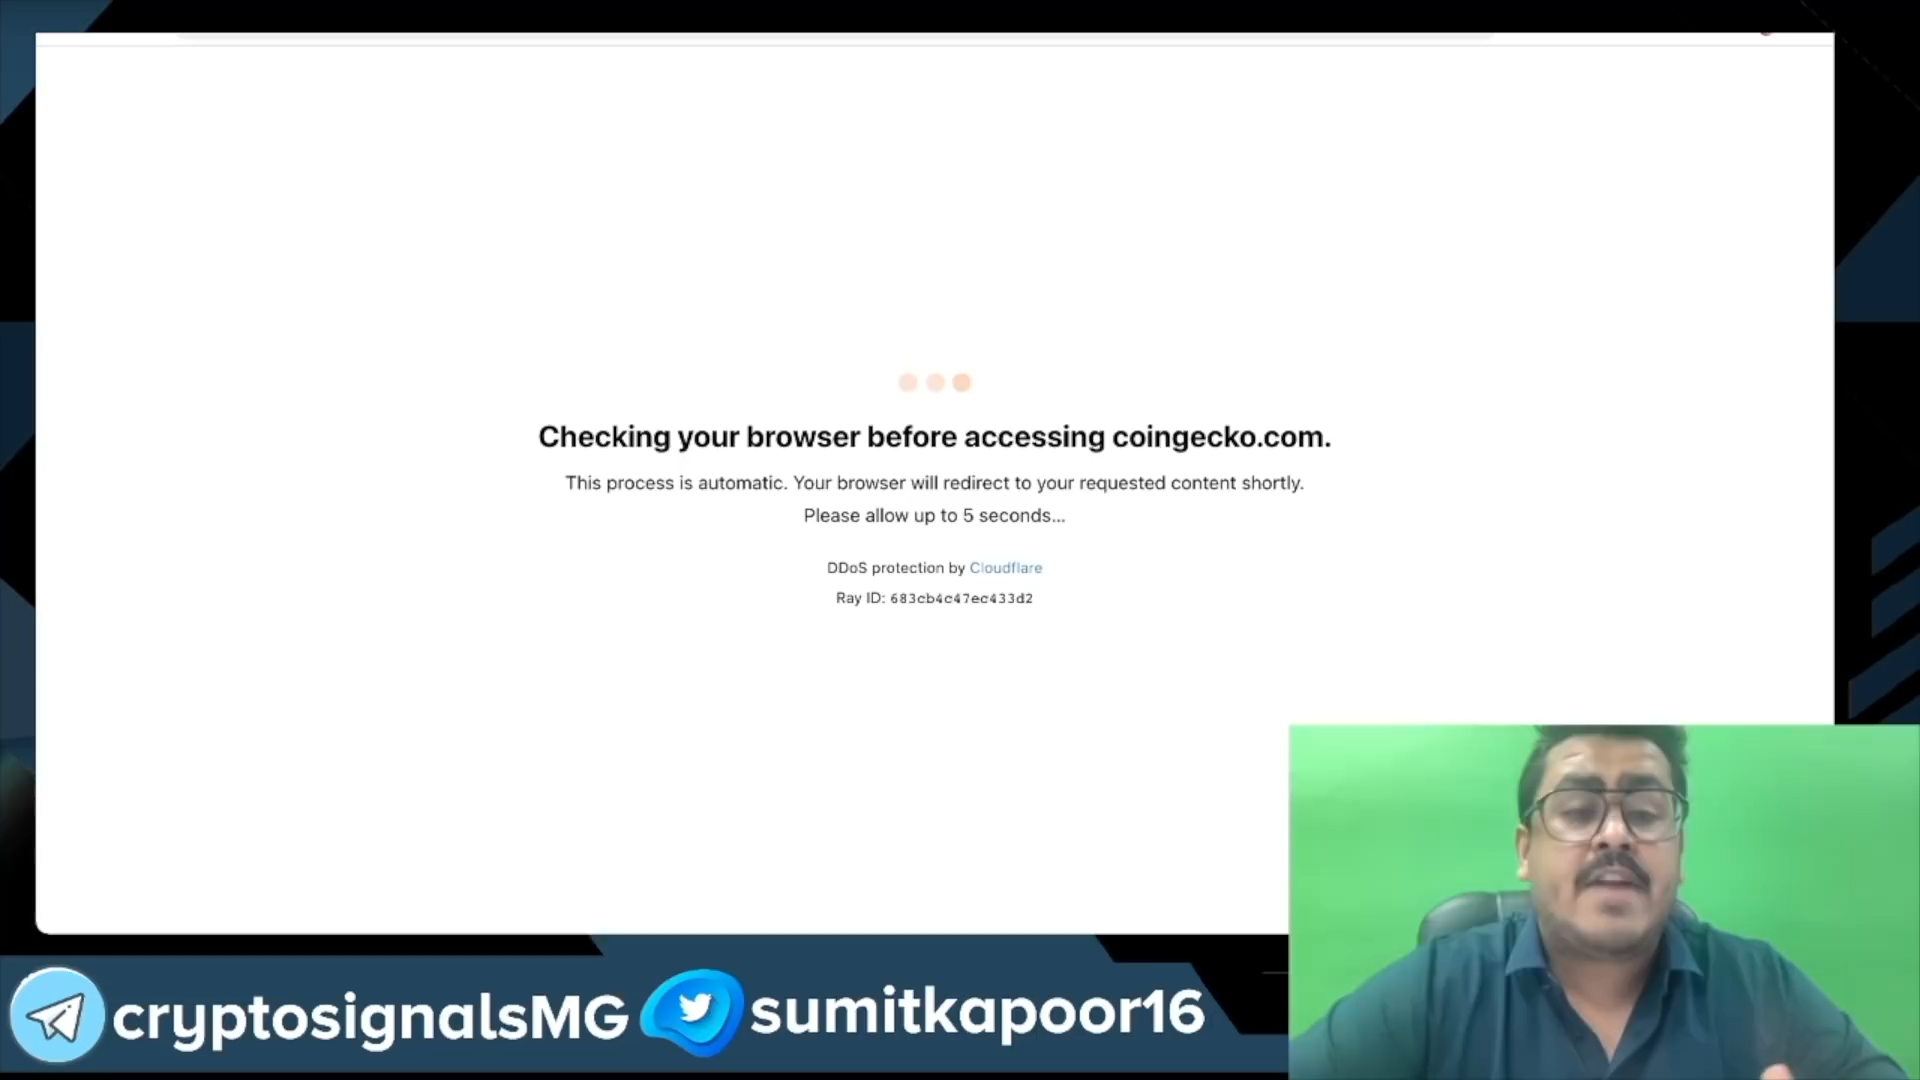 Checking your browser before accessing coingecko.com.
This process is automatic. Your browser will redirect to your requested content shortly.
Please allow up to 5 seconds...
DDoS protection by Cloudflare
Ray ID: 683cb4c47ec433d2
cryptosignalsMG
sumitkapoor16